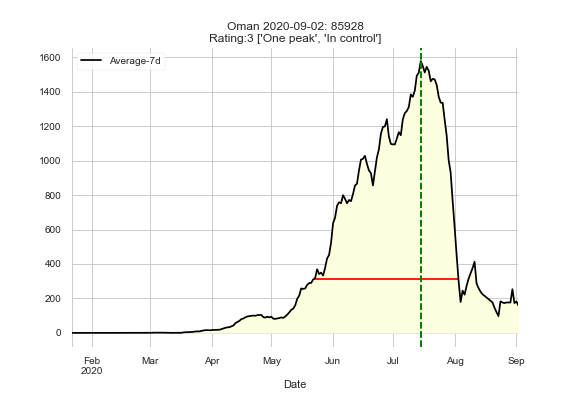 Oman 2020-09-02: 85928
Rating:3 ['One peak', 'In control']
Average-7d
1600
1400
1200
1000
800
600
400
200
0
Feb Mar Apr May Jun Jul Aug Sep
2020
Date